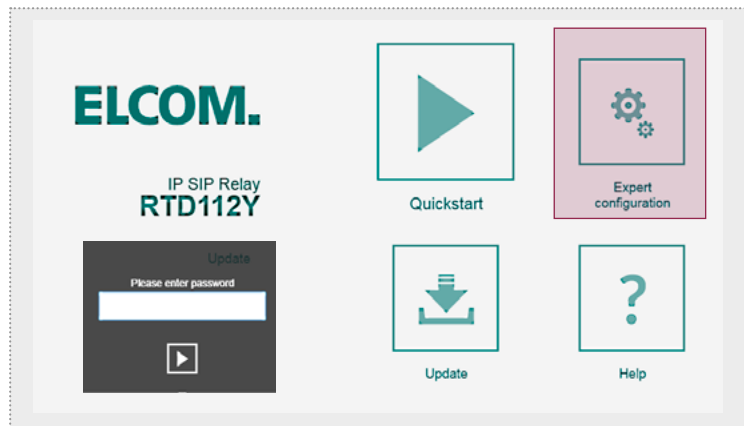 ELCOM.
IP SIP Relay
RTD112Y
Quickstart
Expert
configuration
Update
Please enter password
Update
Help